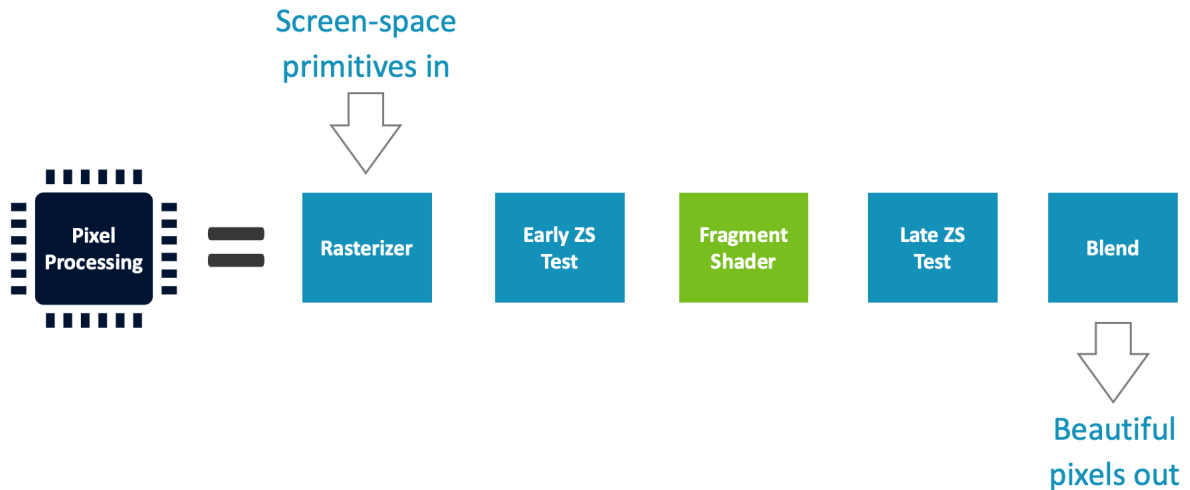 Screen-space
primitives in
Pixel
Processing
Rasterizer
Early ZS
Test
Fragment
Shader
Late ZS
Test
Blend
Beautiful
pixels out